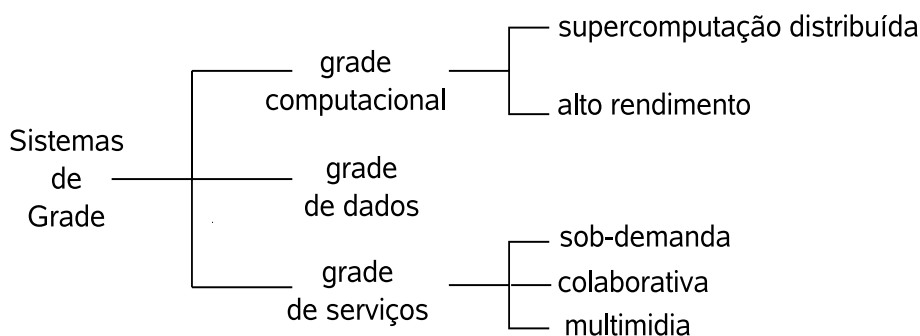 Sistemas
de
Grade
grade
computacional
supercomputação distribuída
alto rendimento
grade
de dados
grade
de serviços
sob-demanda
colaborativa
multimidia